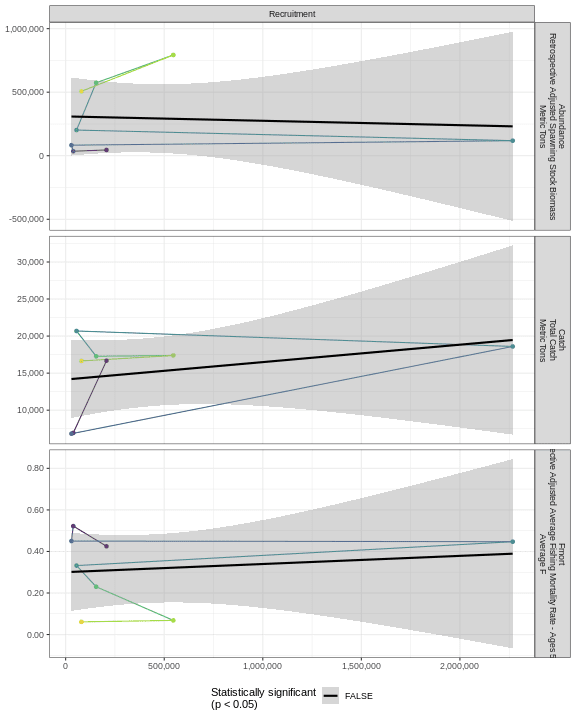 Recruitment
1,000,000
500,000
0
-500,000
Abundance
Retrospective Adjusted Spawning Stock Biomass
Metric Tons
30,000
25,000
20,000
15,000
10,000
Catch
Total Catch
Metric Tons
0.80
0.60
0.40
0.20
0.00
Fmort
ective Adjusted Average Fishing Mortality Rate - Ages 5
Average F
0
500,000
1,000,000
1,500,000
2,000,000
Statistically significant
(p < 0.05)
FALSE